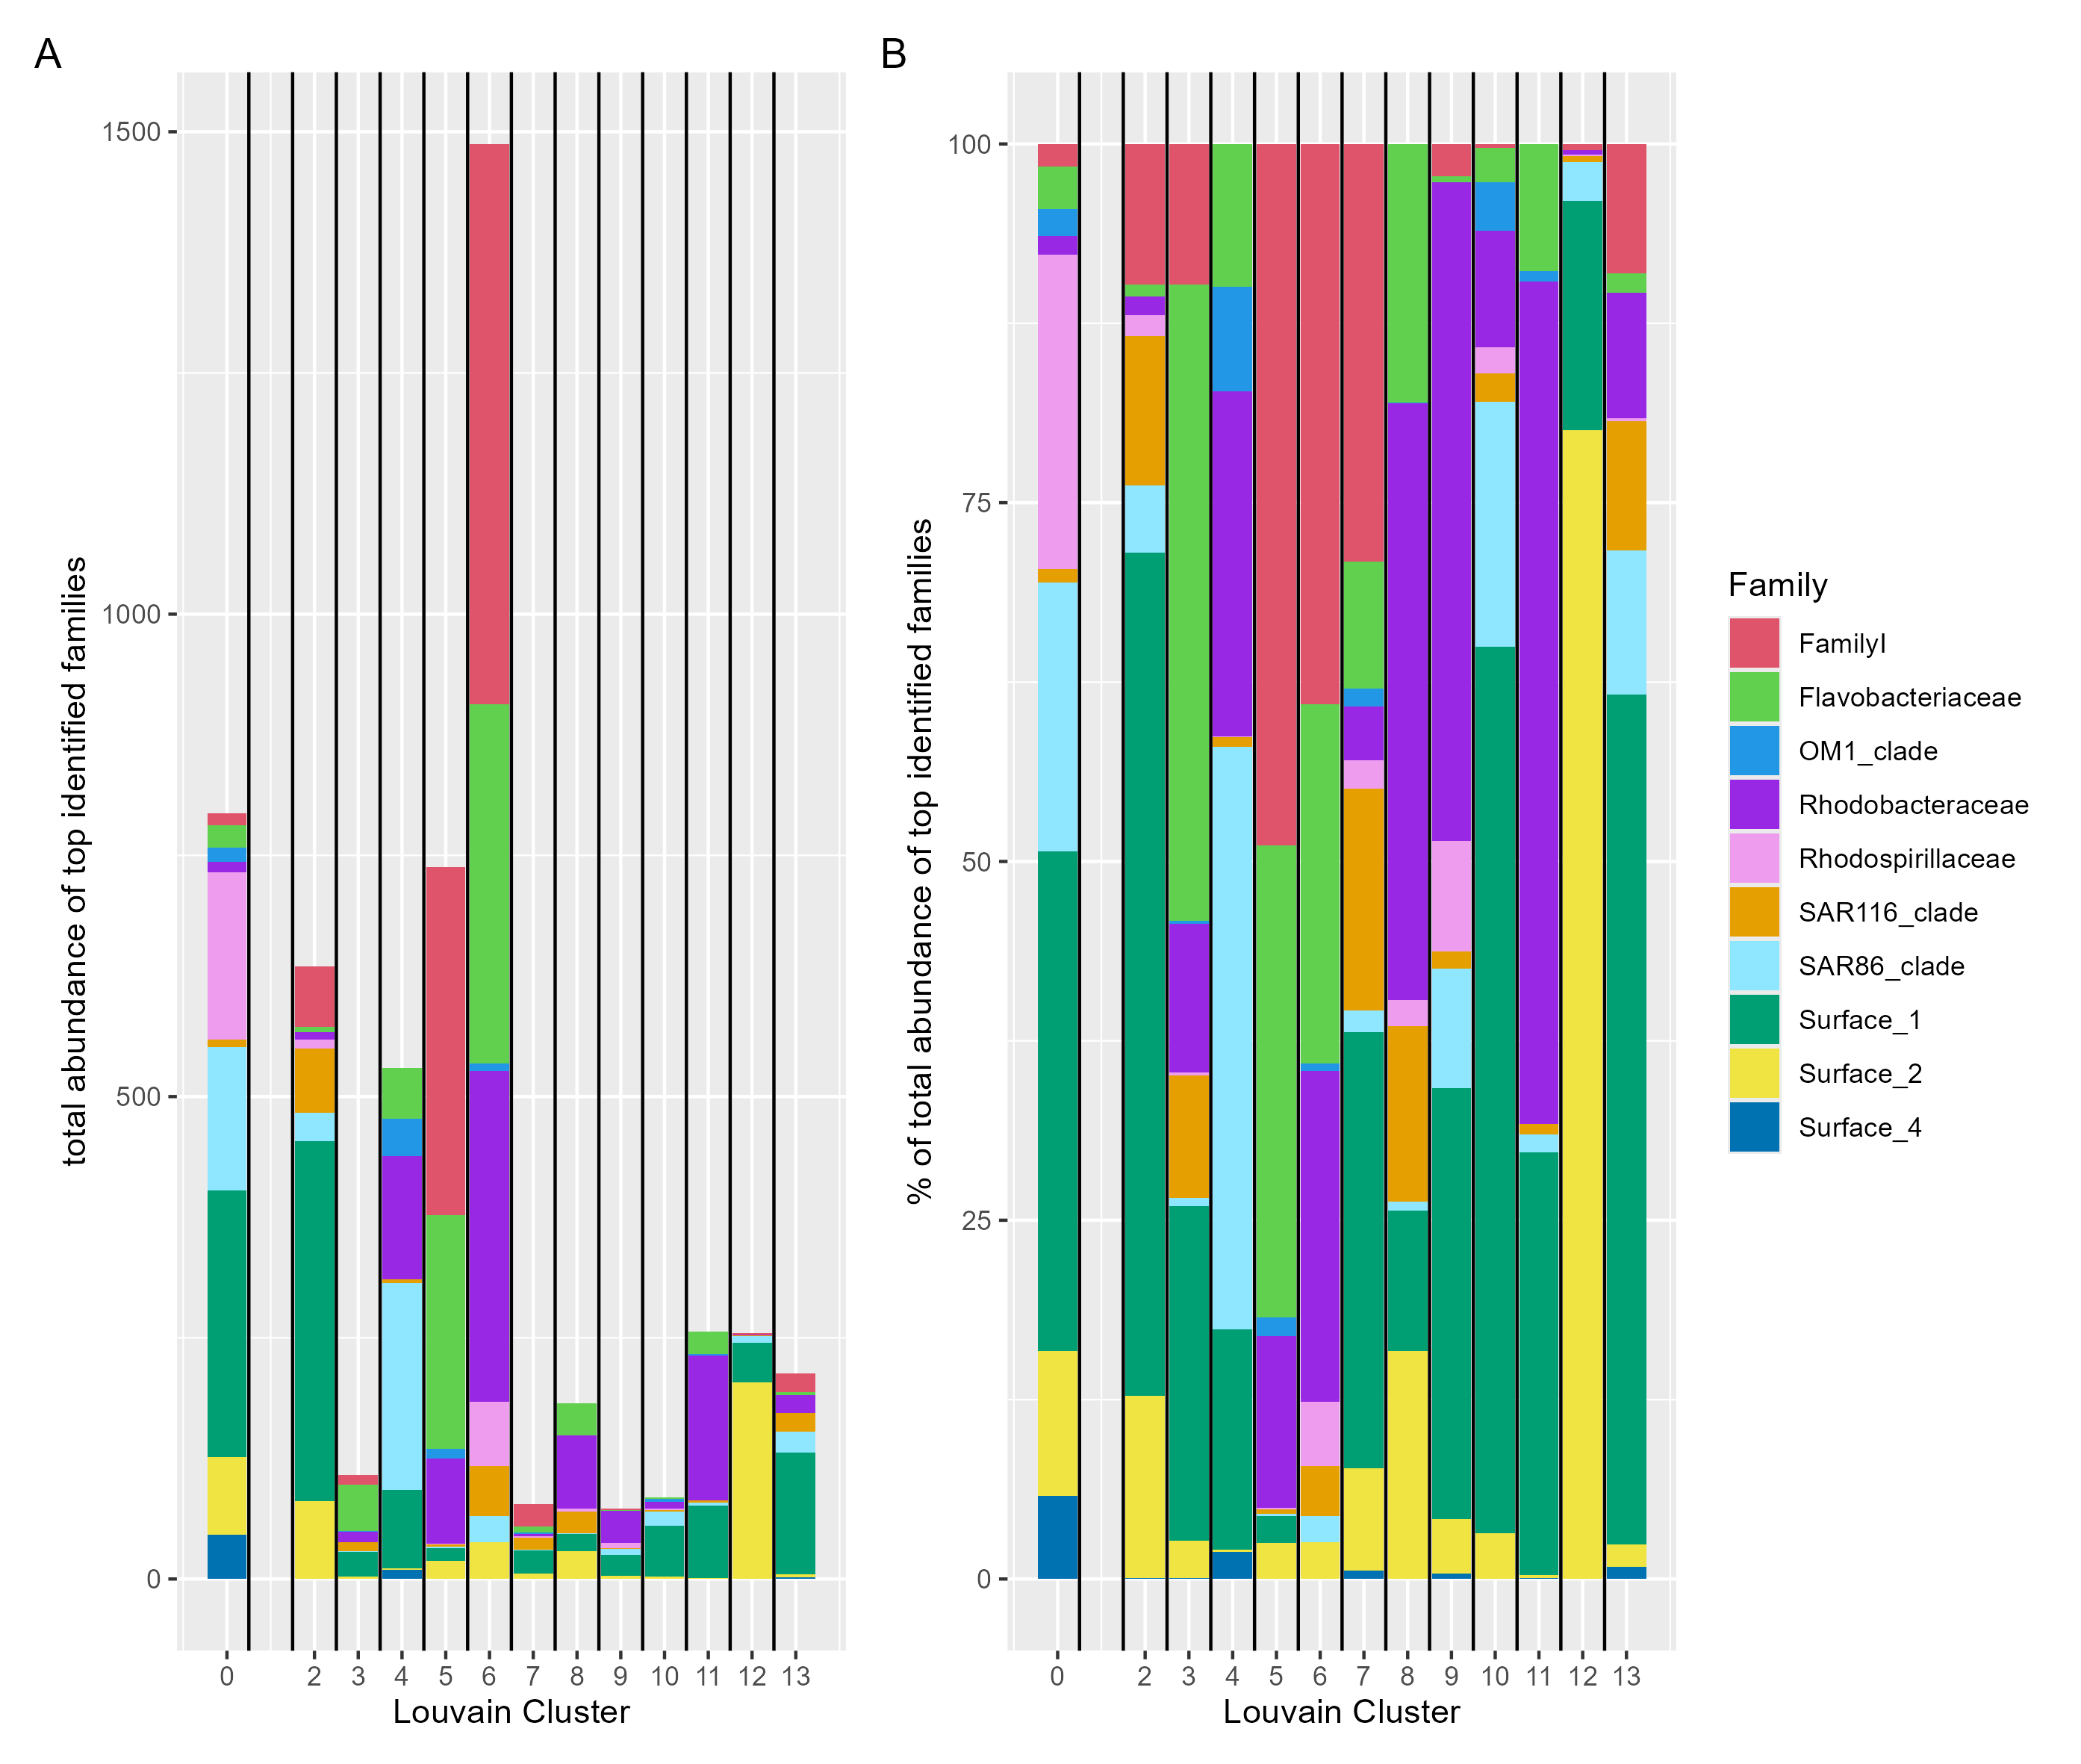 A
B
total abundance of top identified families
1500
1000
500
0
0 2 3 4 5 6 7 8 9 10 11 12 13
Louvain Cluster
% of total abundance of top identified families
100
75
50
25
0
0 2 3 4 5 6 7 8 9 10 11 12 13
Louvain Cluster
Family
FamilyI
Flavobacteriaceae
OM1_clade
Rhodobacteraceae
Rhodospirillaceae
SAR116_clade
SAR86_clade
Surface_1
Surface_2
Surface_4